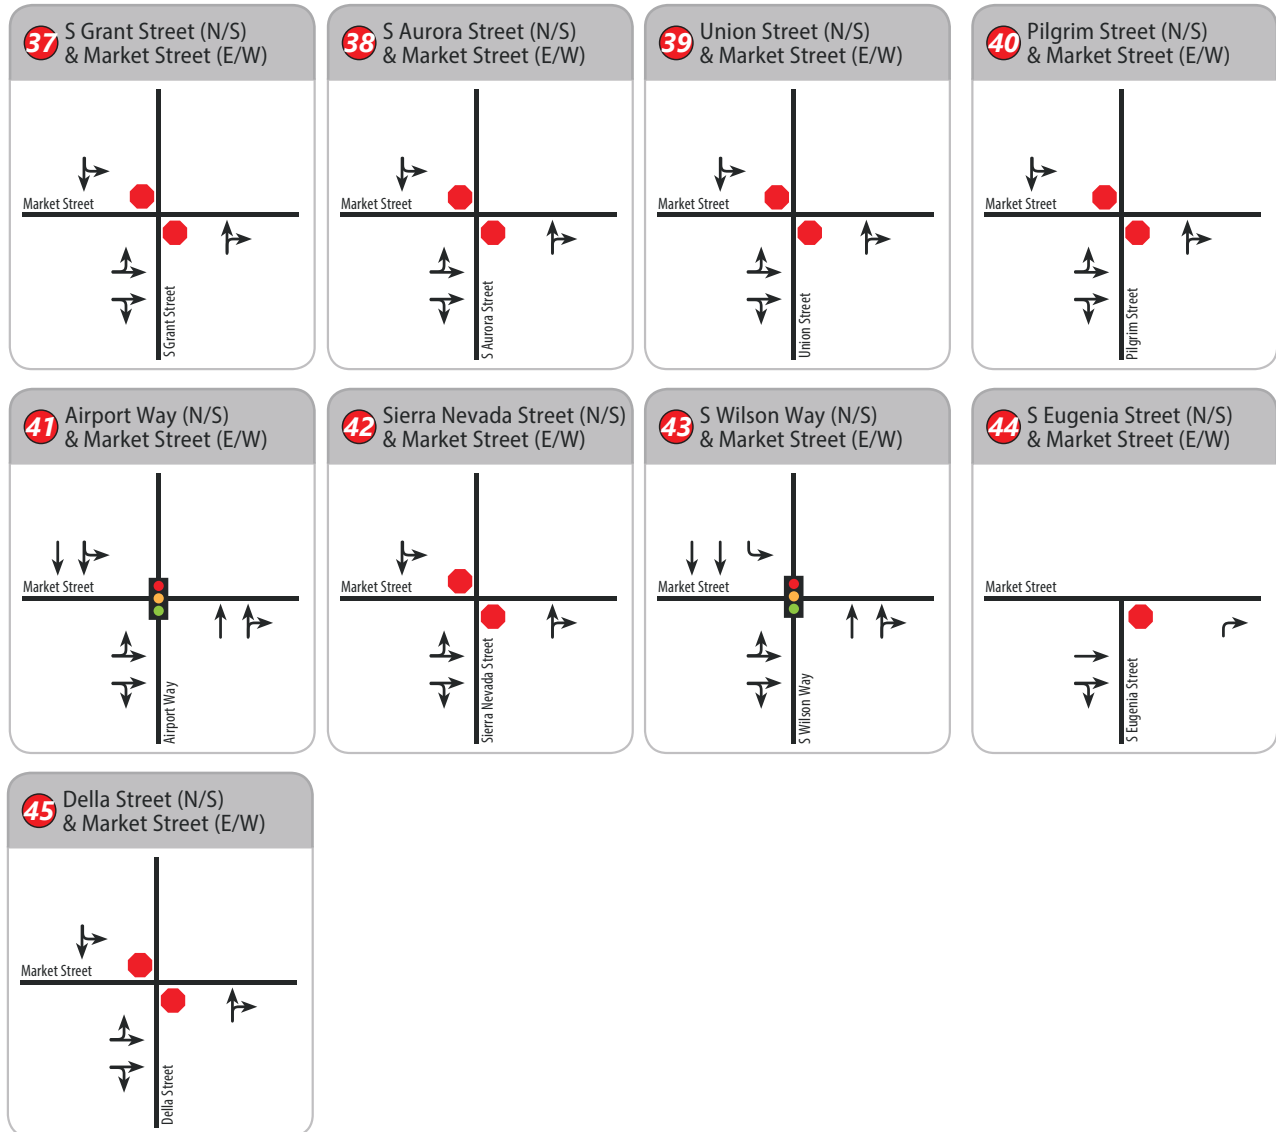 37 S Grant Street (N/S)
& Market Street (E/W)
Market Street
S Grant Street
38 S Aurora Street (N/S)
& Market Street (E/W)
Market Street
S Aurora Street
39 Union Street (N/S)
& Market Street (E/W)
Market Street
Union Street
40 Pilgrim Street (N/S)
& Market Street (E/W)
Market Street
Pilgrim Street
41 Airport Way (N/S)
& Market Street (E/W)
Market Street
Airport Way
42 Sierra Nevada Street (N/S)
& Market Street (E/W)
Market Street
Sierra Nevada Street
43 S Wilson Way (N/S)
& Market Street (E/W)
Market Street
S Wilson Way
44 S Eugenia Street (N/S)
& Market Street (E/W)
Market Street
S Eugenia Street
45 Della Street (N/S)
& Market Street (E/W)
Market Street
Della Street